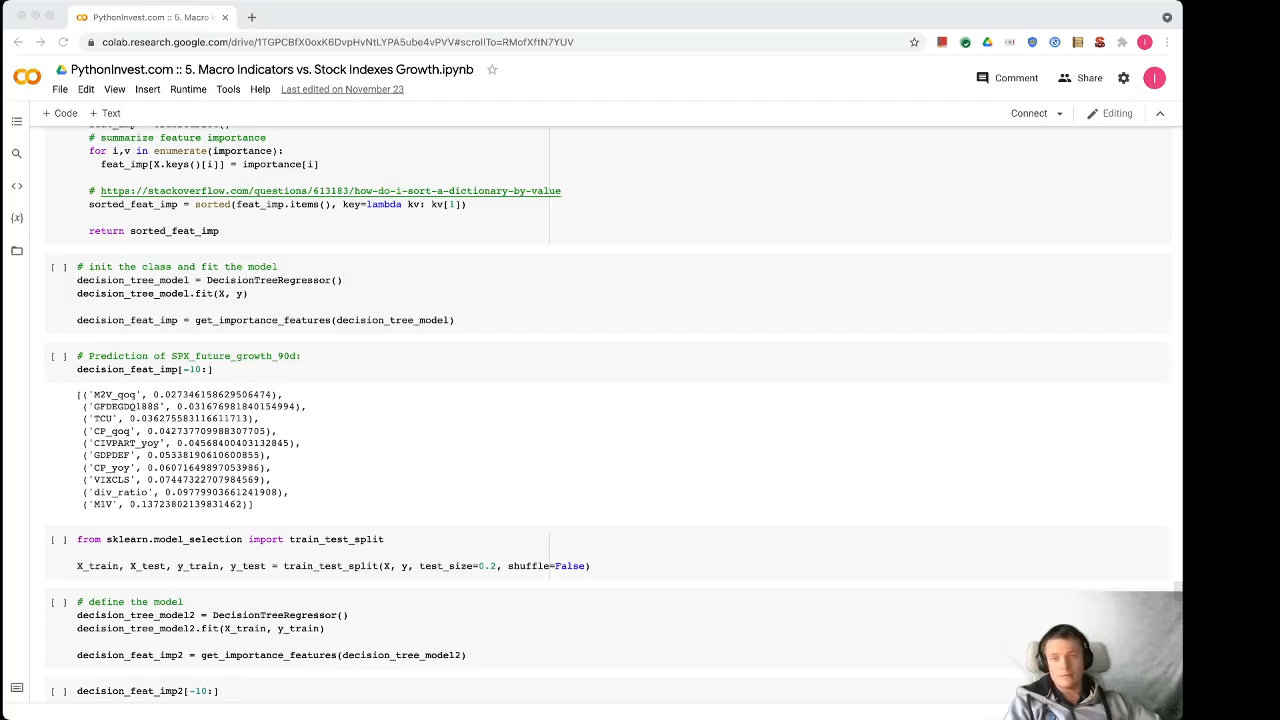 PythonInvest.com :: 5. Macro I
colab.research.google.com/drive/1TGPCBfX0oxK6DvpHvNtLYPA5ube4vPVV#scrollTo=RMofXftN7YUV
PythonInvest.com :: 5. Macro Indicators vs. Stock Indexes Growth.ipynb
Comment
Share
I
File Edit View Insert Runtime Tools Help Last edited on November 23
+ Code + Text
Connect
Editing
# summarize feature importance
for i,v in enumerate(importance):
feat_imp[X.keys()[i]] = importance[i]
# https://stackoverflow.com/questions/613183/how-do-i-sort-a-dictionary-by-value
sorted_feat_imp = sorted(feat_imp.items(), key=lambda kv: kv[1])
return sorted_feat_imp
[ ] # init the class and fit the model
decision_tree_model = DecisionTreeRegressor()
decision_tree_model.fit(X, y)
decision_feat_imp = get_importance_features(decision_tree_model)
[ ] # Prediction of SPX_future_growth_90d:
decision_feat_imp[-10:]
[('M2V_qoq', 0.027346158629506474),
('GFDEGDQ188S', 0.031676981840154994),
('TCU', 0.036275583116611713),
('CP_qoq', 0.042737709988307705),
('CIVPART_yoy', 0.04568400403132845),
('GDPDEF', 0.05338190610600855),
('CP_yoy', 0.06071649897053986),
('VIXCLS', 0.07447322707984569),
('div_ratio', 0.09779903661241908),
('M1V', 0.13723802139831462)]
[ ] from sklearn.model_selection import train_test_split
X_train, X_test, y_train, y_test = train_test_split(X, y, test_size=0.2, shuffle=False)
[ ] # define the model
decision_tree_model2 = DecisionTreeRegressor()
decision_tree_model2.fit(X_train, y_train)
decision_feat_imp2 = get_importance_features(decision_tree_model2)
[ ] decision_feat_imp2[-10:]